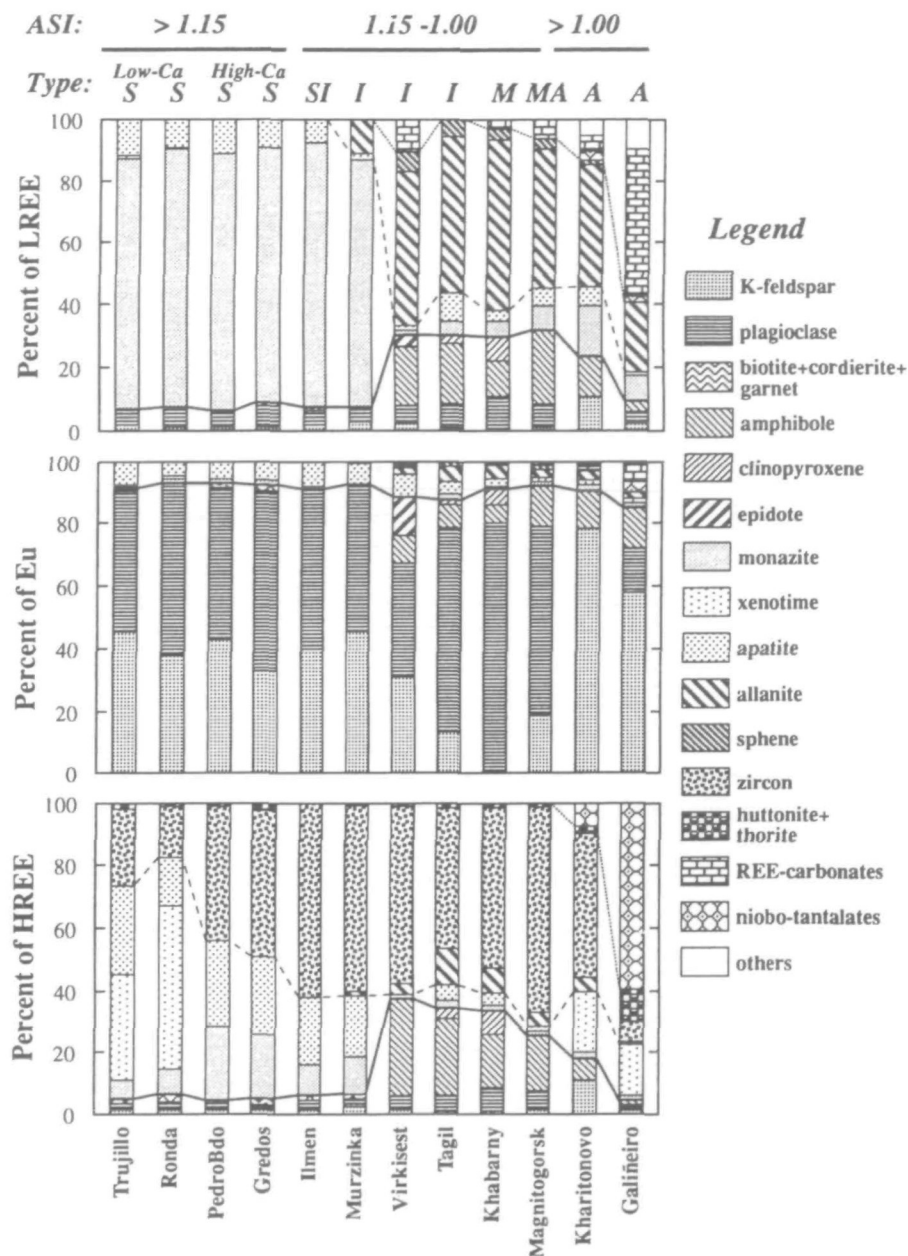 ASI: > 1.15 1.15 -1.00 > 1.00
Type: Low-Ca High-Ca
S S S S SI I I I M MA A A
Percent of LREE
100
80
60
40
20
0
Percent of Eu
100
80
60
40
20
0
Percent of HREE
100
80
60
40
20
0
Trujillo
Ronda
PedroBdo
Gredos
Ilmen
Murzinka
Virkisest
Tagil
Khabarny
Magnitogorsk
Kharitonovo
Galiñeiro
Legend
K-feldspar
plagioclase
biotite+cordierite+
garnet
amphibole
clinopyroxene
epidote
monazite
xenotime
apatite
allanite
sphene
zircon
huttonite+
thorite
REE-carbonates
niobo-tantalates
others